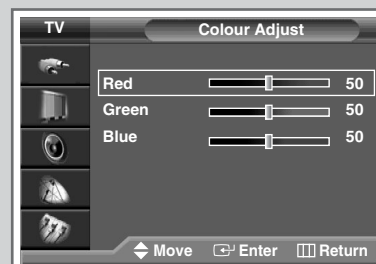 TV Colour Adjust
Red 50
Green 50
Blue 50
Move Enter Return